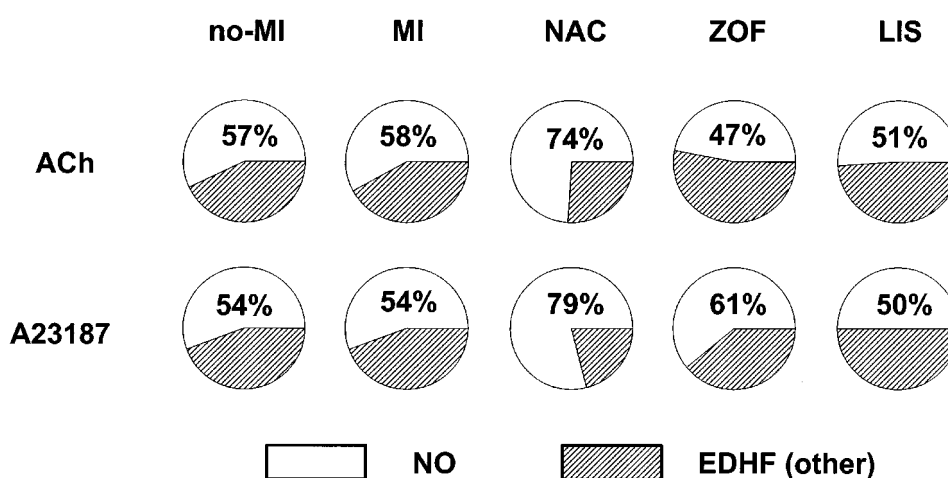 no-MI MI NAC ZOF LIS
ACh 57% 58% 74% 47% 51%
A23187 54% 54% 79% 61% 50%
NO EDHF (other)